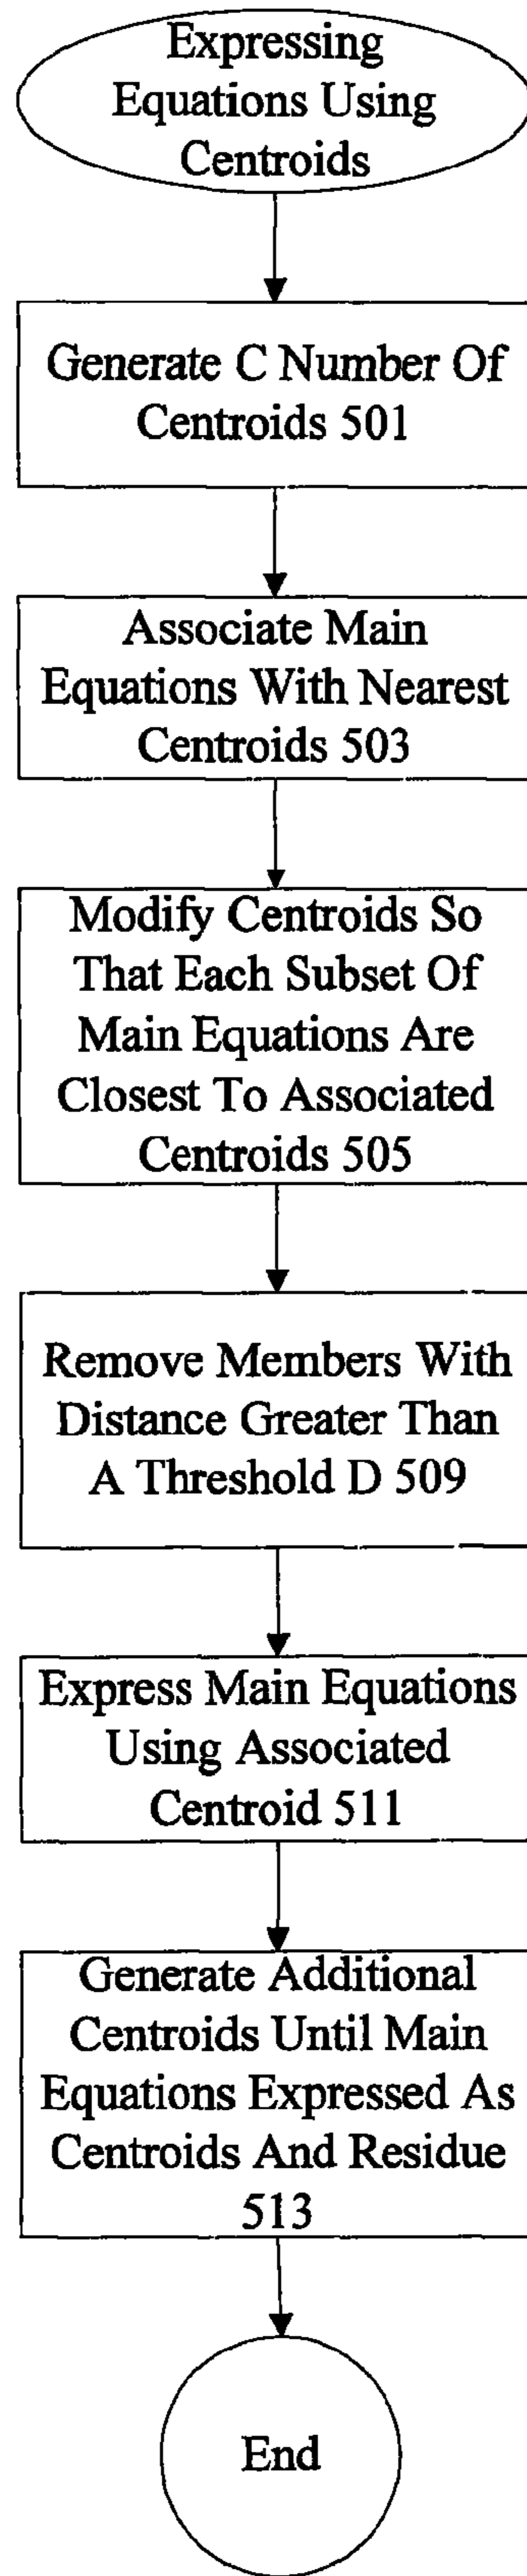 Expressing
Equations Using
Centroids
Generate C Number Of
Centroids 501
Associate Main
Equations With Nearest
Centroids 503
Modify Centroids So
That Each Subset Of
Main Equations Are
Closest To Associated
Centroids 505
Remove Members With
Distance Greater Than
A Threshold D 509
Express Main Equations
Using Associated
Centroid 511
Generate Additional
Centroids Until Main
Equations Expressed As
Centroids And Residue
513
End